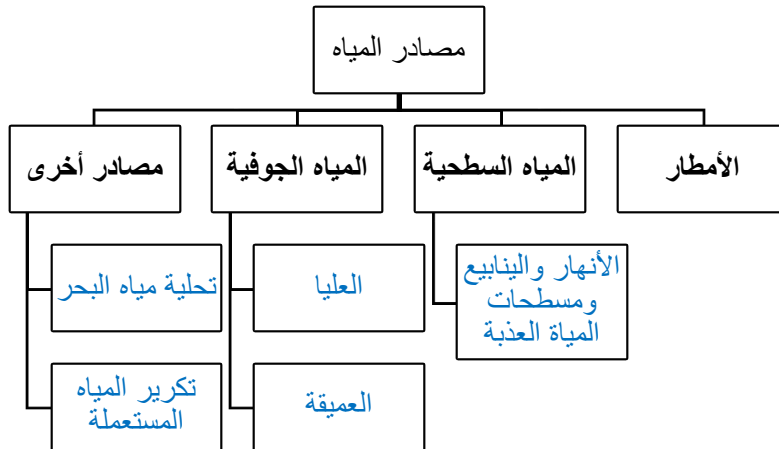 مصادر المياه
الأمطار
المياه السطحية
المياه الجوفية
مصادر أخرى
الأنهار والينابيع
ومسطحات
المياة العذبة
العليا
العميقة
تحلية مياه البحر
تكرير المياه
المستعملة